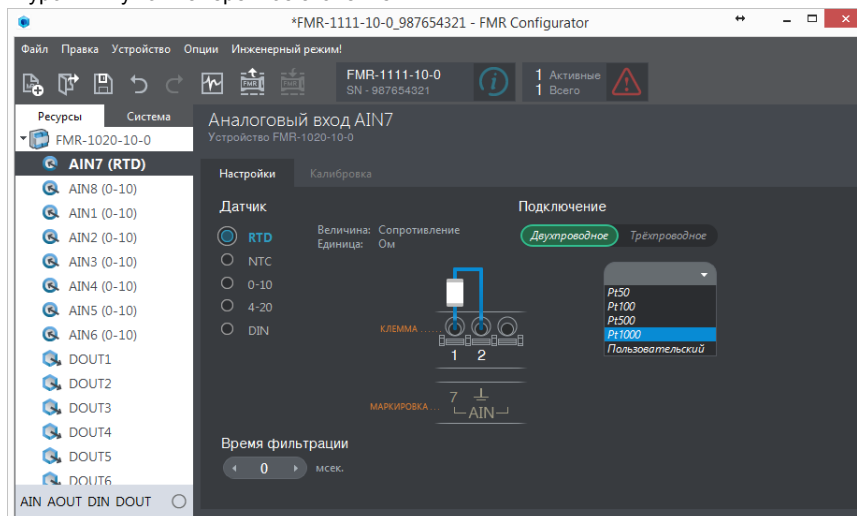 *FMR-1111-10-0_987654321 - FMR Configurator
Файл Правка Устройство Опции Инженерный режим!
FMR-1111-10-0
SN - 987654321
1 Активные
1 Всего
Ресурсы Система
FMR-1020-10-0
AIN7 (RTD)
AIN8 (0-10)
AIN1 (0-10)
AIN2 (0-10)
AIN3 (0-10)
AIN4 (0-10)
AIN5 (0-10)
AIN6 (0-10)
DOUT1
DOUT2
DOUT3
DOUT4
DOUT5
DOUT6
AIN AOUT DIN DOUT
Аналоговый вход AIN7
Устройство FMR-1020-10-0
Настройки Калибровка
Датчик
RTD
NTC
0-10
4-20
DIN
Величина: Сопротивление
Единица: Ом
Подключение
Двухпроводное Трёхпроводное
Pt50
Pt100
Pt500
Pt1000
Пользовательский
КЛЕММА
1 2
МАРКИРОВКА
7
AIN
Время фильтрации
0 мсек.